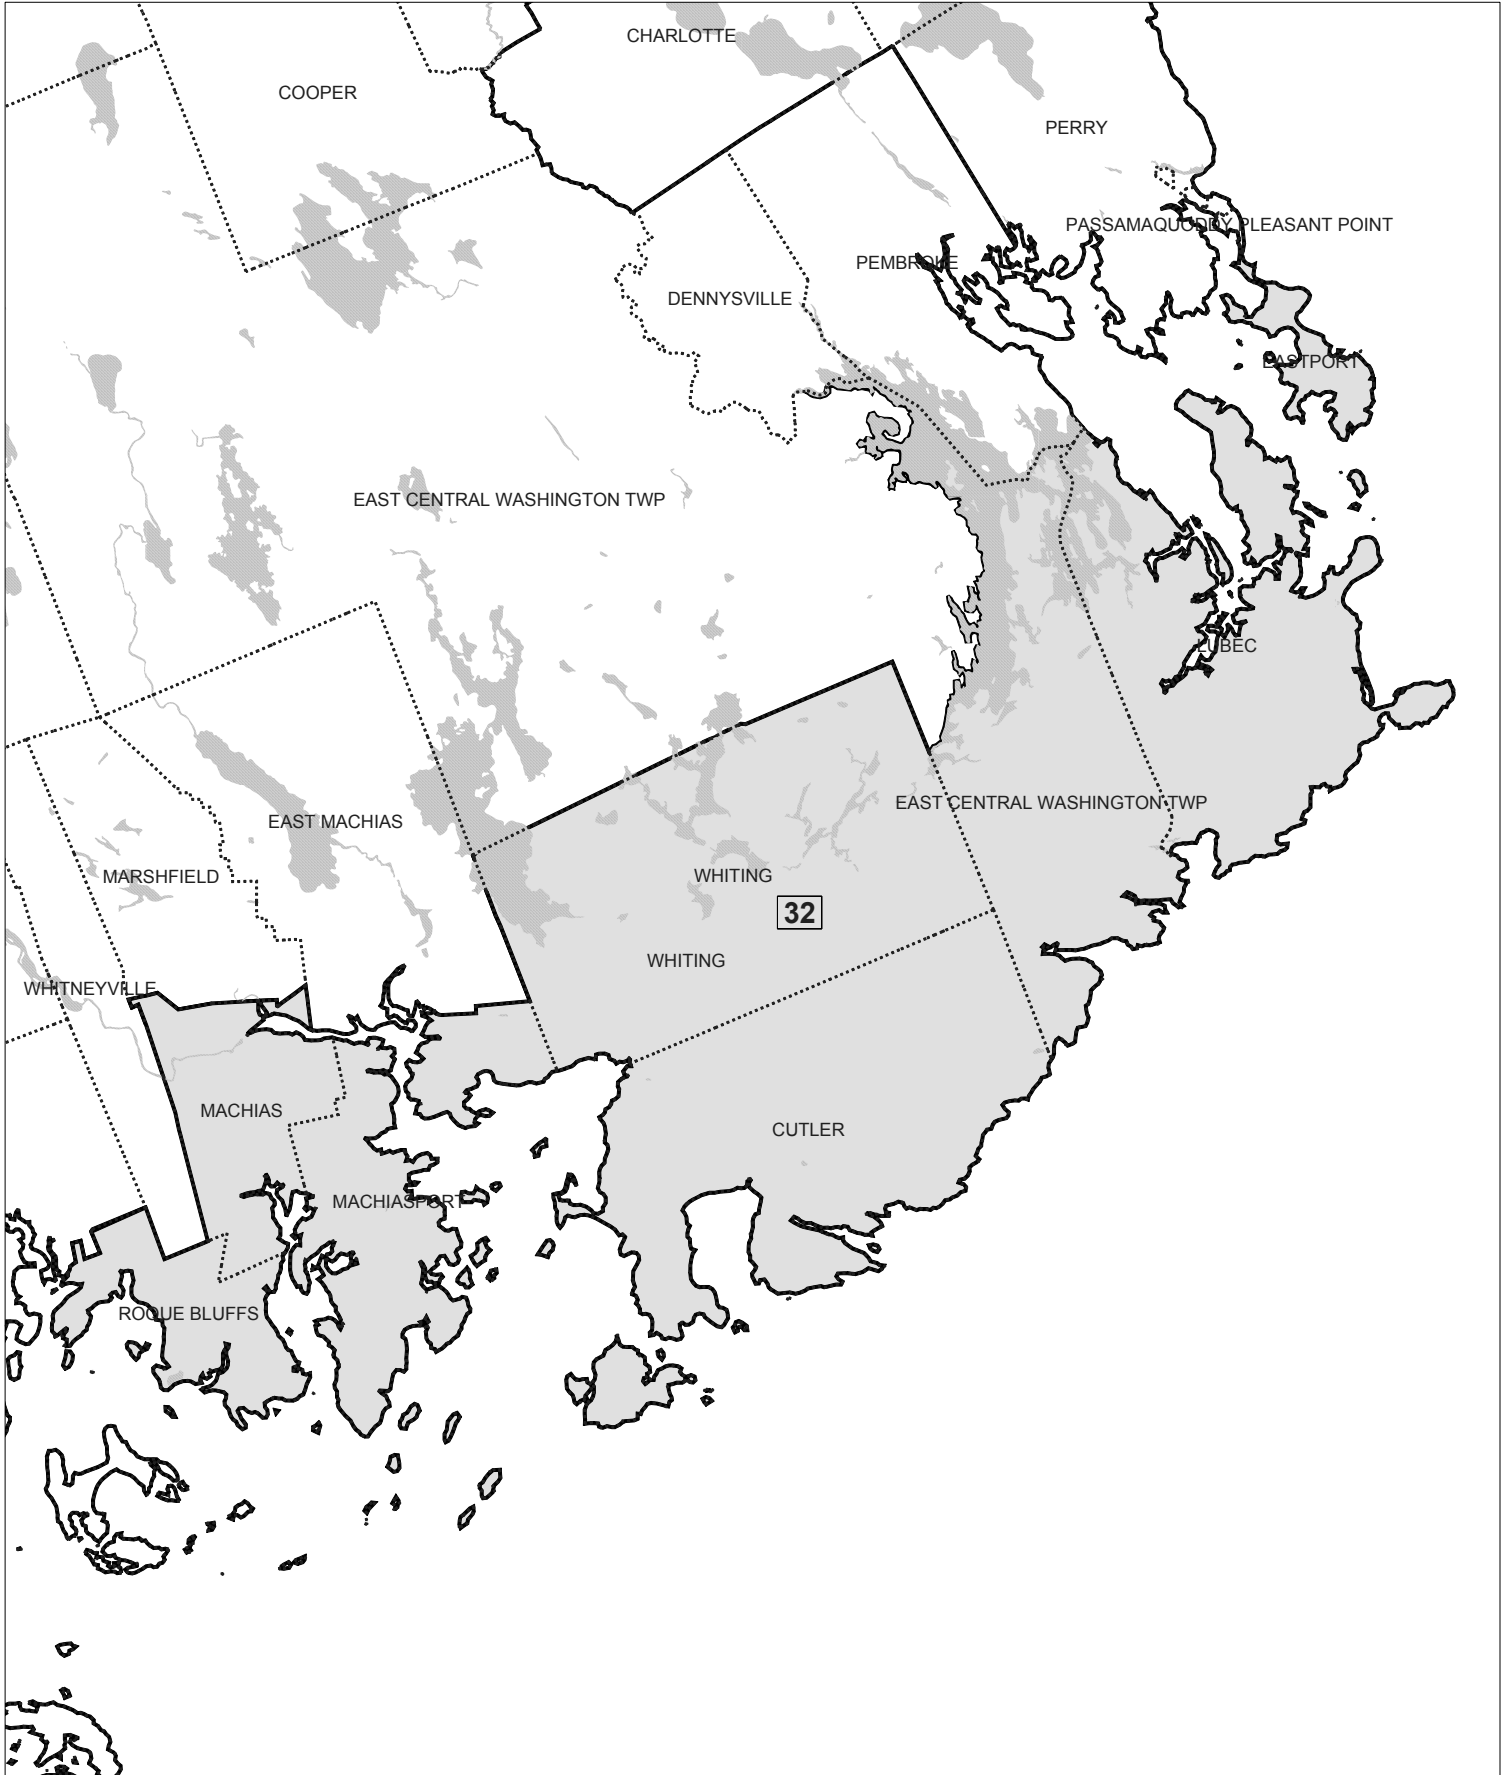 CHARLOTTE
COOPER
PERRY
PASSAMAQUODDY PLEASANT POINT
PEMBROKE
DENNYSVILLE
EASTPORT
EAST CENTRAL WASHINGTON TWP
LUBEC
EAST CENTRAL WASHINGTON TWP
EAST MACHIAS
MARSHFIELD
WHITING
32
WHITING
WHITNEYVILLE
MACHIAS
CUTLER
MACHIASPORT
ROQUE BLUFFS